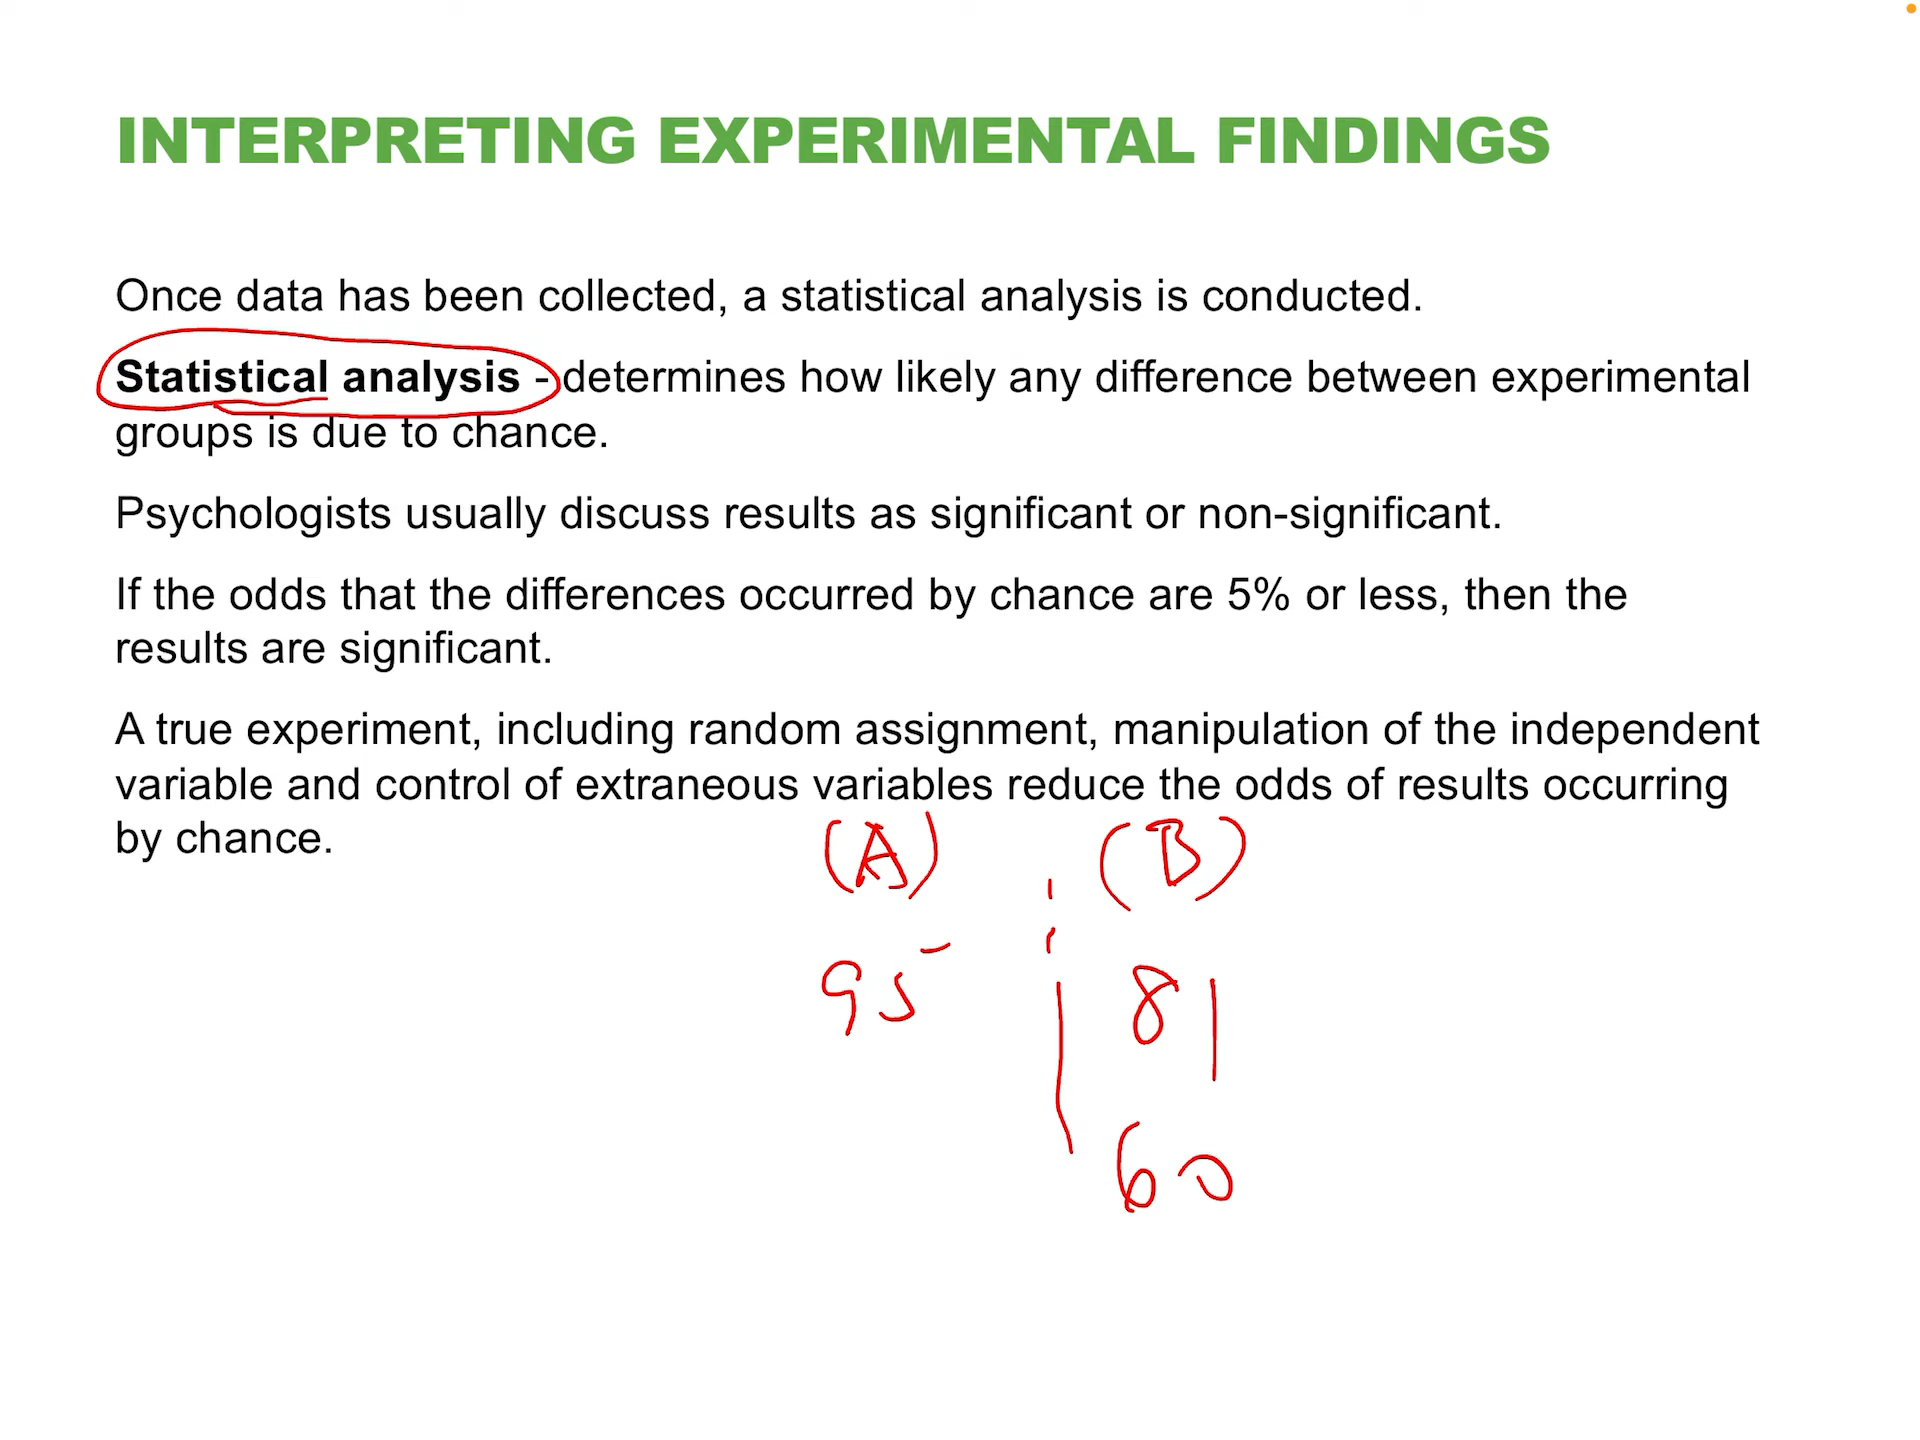 INTERPRETING EXPERIMENTAL FINDINGS
Once data has been collected, a statistical analysis is conducted.
Statistical analysis - determines how likely any difference between experimental
groups is due to chance.
Psychologists usually discuss results as significant or non-significant.
If the odds that the differences occurred by chance are 5% or less, then the
results are significant.
A true experiment, including random assignment, manipulation of the independent
variable and control of extraneous variables reduce the odds of results occurring
by chance.
(A) (B)
95 81
60